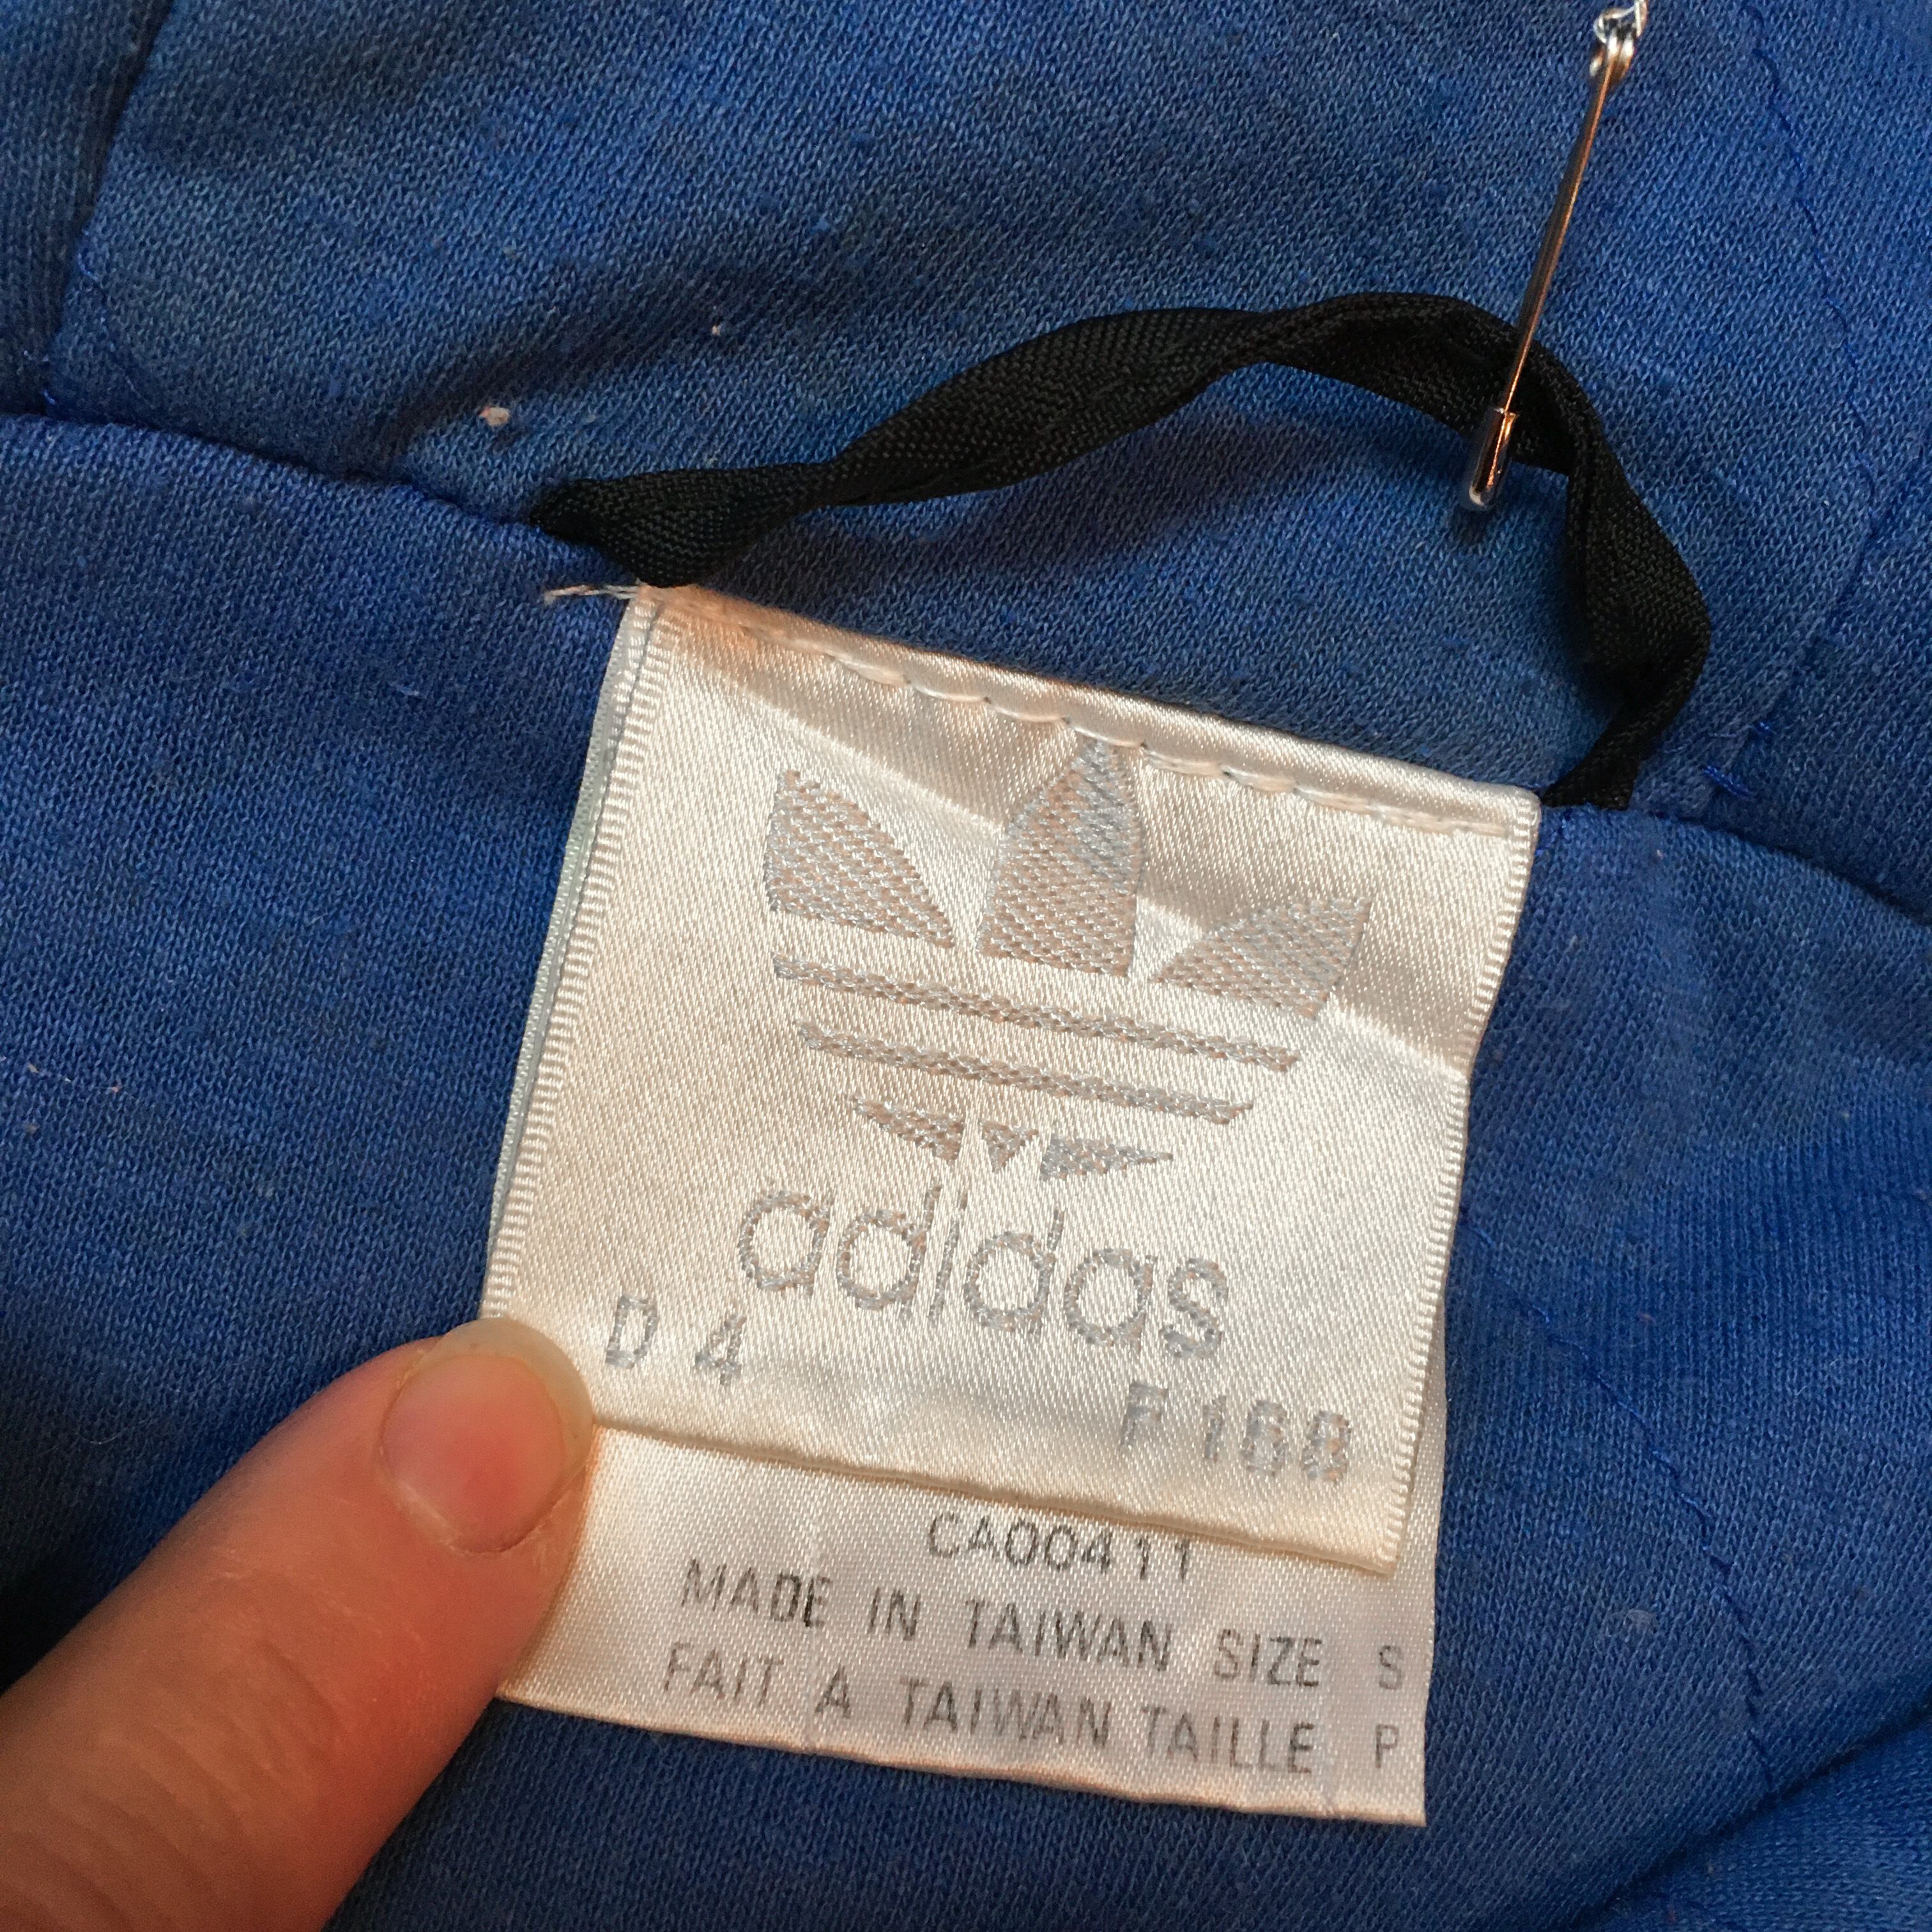 adidas
D 4
F 168
CA00411
MADE IN TAIWAN SIZE S
FAIT A TAIWAN TAILLE P